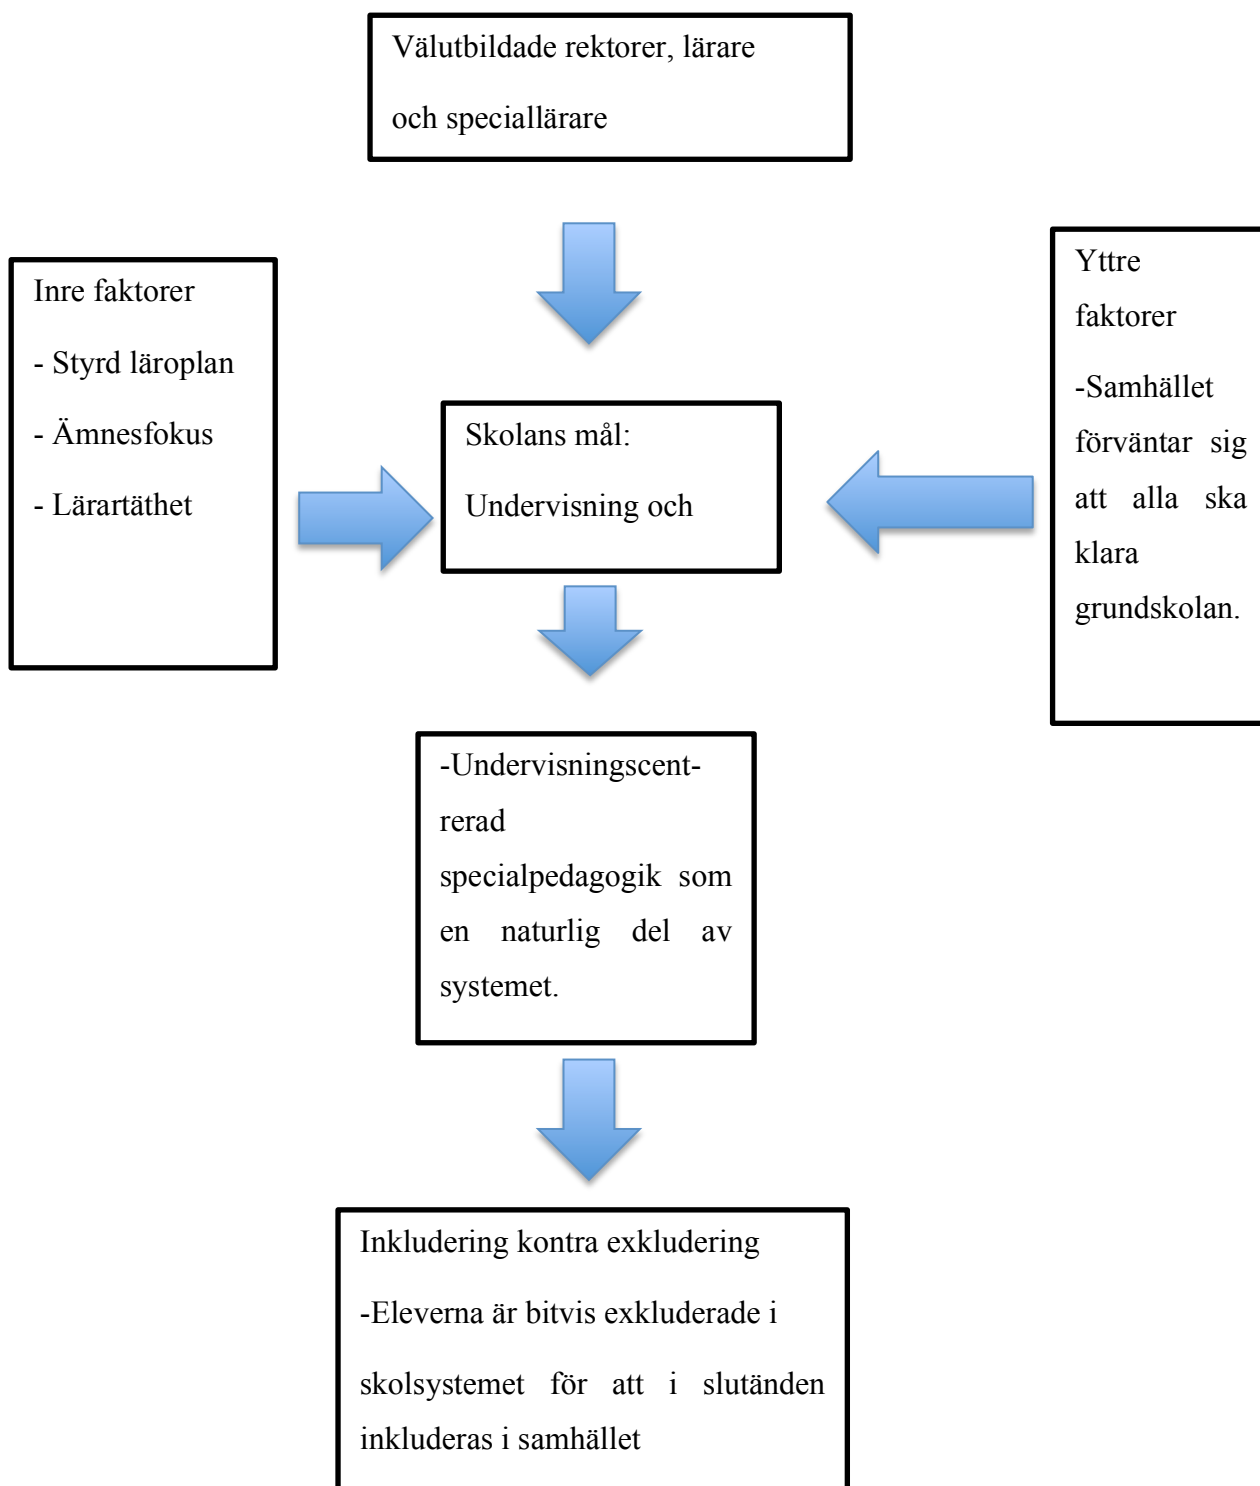 Välutbildade rektorer, lärare
och speciallärare
Inre faktorer
- Styrd läroplan
- Ämnesfokus
- Lärartäthet
Skolans mål:
Undervisning och
Yttre
faktorer
-Samhället
förväntar sig
att alla ska
klara
grundskolan.
-Undervisningscent-
rerad
specialpedagogik som
en naturlig del av
systemet.
Inkludering kontra exkludering
-Eleverna är bitvis exkluderade i
skolsystemet för att i slutänden
inkluderas i samhället